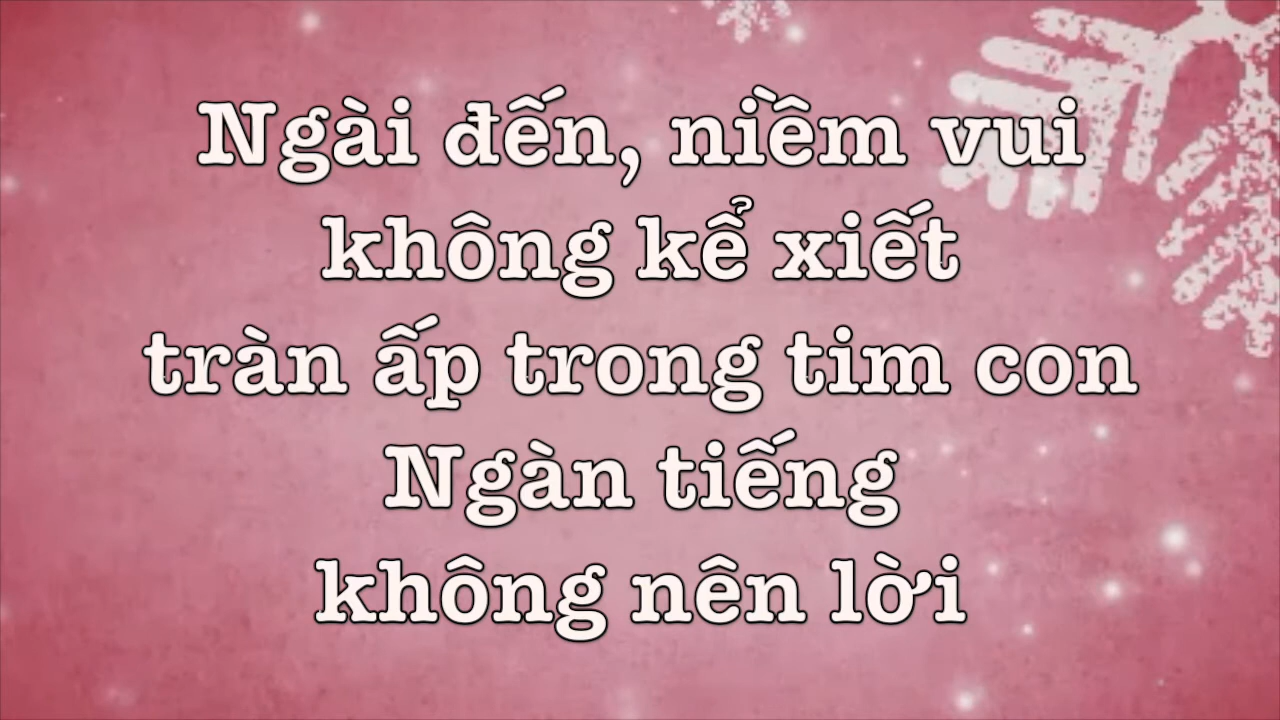 Ngài đến, niềm vui
không kể xiết
tràn ấp trong tim con
Ngàn tiếng
không nên lời